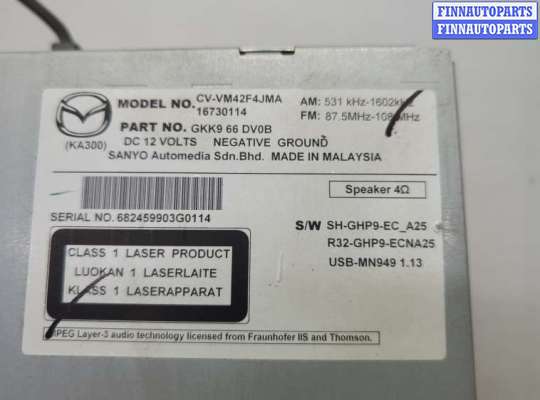 FINNAUTOPARTS
FINNAUTOPARTS
MODEL NO. CV-VM42F4JMA
16730114
AM: 531 kHz-1602kHz
FM: 87.5MHz-108MHz
PART NO. GKK9 66 DV0B
(KA300)
DC 12 VOLTS NEGATIVE GROUND
SANYO Automedia Sdn.Bhd. MADE IN MALAYSIA
Speaker 4Ω
SERIAL NO. 682459903G0114
S/W SH-GHP9-EC_A25
R32-GHP9-ECNA25
USB-MN949 1.13
CLASS 1 LASER PRODUCT
LUOKAN 1 LASERLAITE
KLASS 1 LASERAPPARAT
MPEG Layer-3 audio technology licensed from Fraunhofer IIS and Thomson.
FINNAUTOPARTS
FINNAUTOPARTS